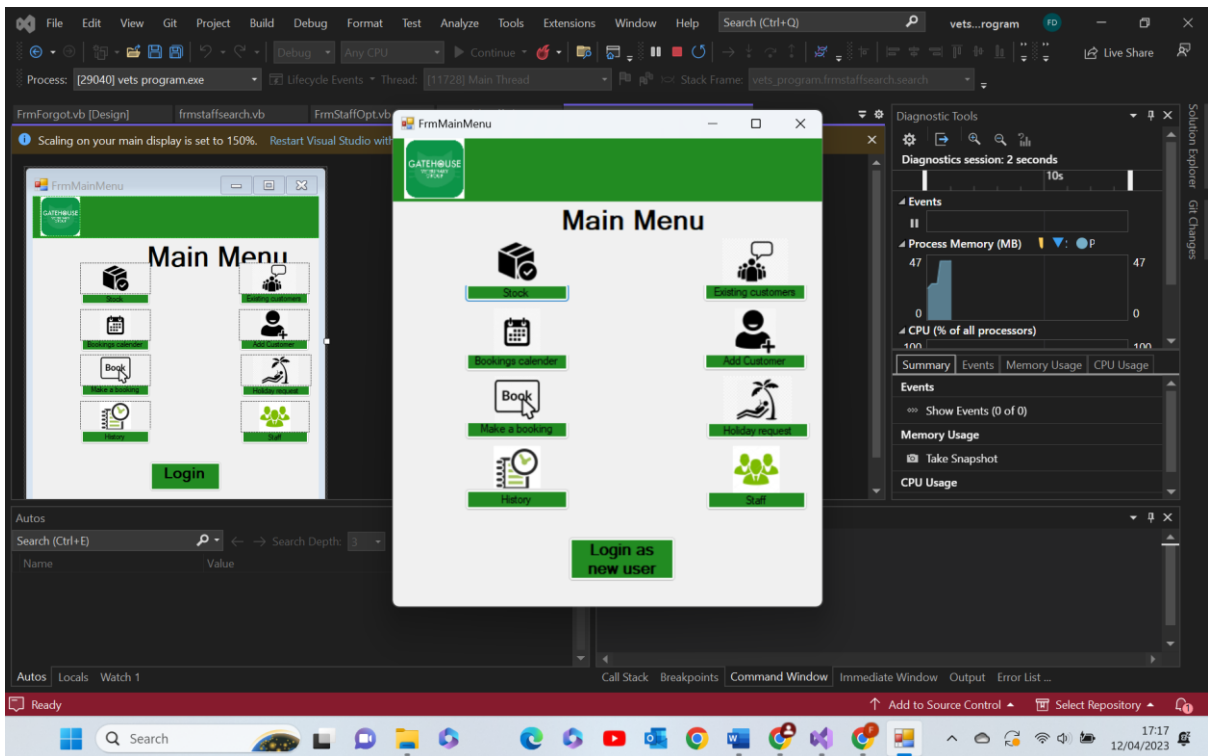 File Edit View Git Project Build Debug Format Test Analyze Tools Extensions Window Help Search (Ctrl+Q) vets...rogram FD
Debug Any CPU Continue Live Share
Process: [29040] vets program.exe Lifecycle Events Thread: [11728] Main Thread Stack Frame: vets_program.frmstaffsearch.search
FrmForgot.vb [Design] frmstaffsearch.vb FrmStaffOpt.vb
Scaling on your main display is set to 150%. Restart Visual Studio with
FrmMainMenu
GATEHOUSE
Main Menu
Stock Existing customers
Bookings calender Add Customer
Book
Make a booking Holiday request
History Staff
Login
FrmMainMenu
GATEHOUSE
Main Menu
Stock Existing customers
Bookings calender Add Customer
Book
Make a booking Holiday request
History Staff
Login as
new user
Diagnostic Tools
Diagnostics session: 2 seconds
10s
Events
Process Memory (MB) P
47 47
0 0
CPU (% of all processors)
100 100
Summary Events Memory Usage CPU Usage
Events
Show Events (0 of 0)
Memory Usage
Take Snapshot
CPU Usage
Solution Explorer
Git Changes
Autos
Search (Ctrl+E) Search Depth: 3
Name Value
Autos Locals Watch 1
Call Stack Breakpoints Command Window Immediate Window Output Error List ...
Ready Add to Source Control Select Repository 1
Search 17:17
12/04/2023